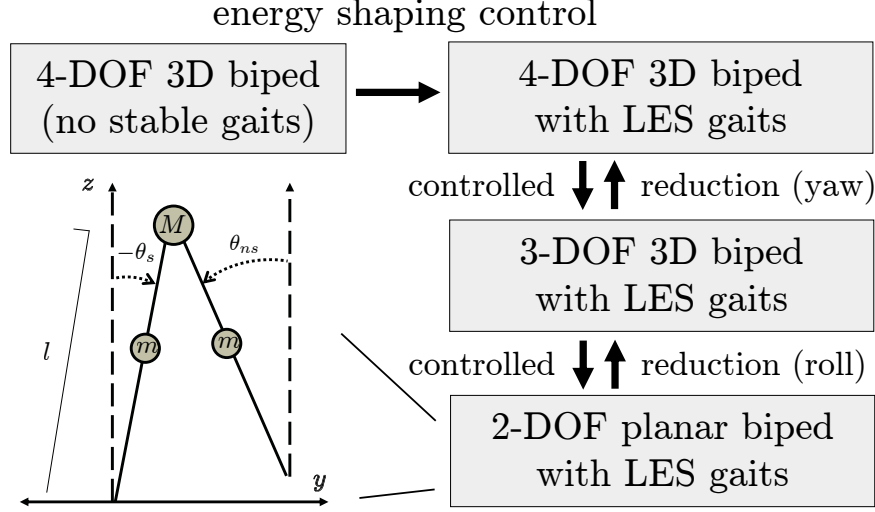 energy shaping control
4-DOF 3D biped
(no stable gaits)
4-DOF 3D biped
with LES gaits
controlled
reduction (yaw)
3-DOF 3D biped
with LES gaits
controlled
reduction (roll)
2-DOF planar biped
with LES gaits
z
M
−θs
θns
m
m
l
y